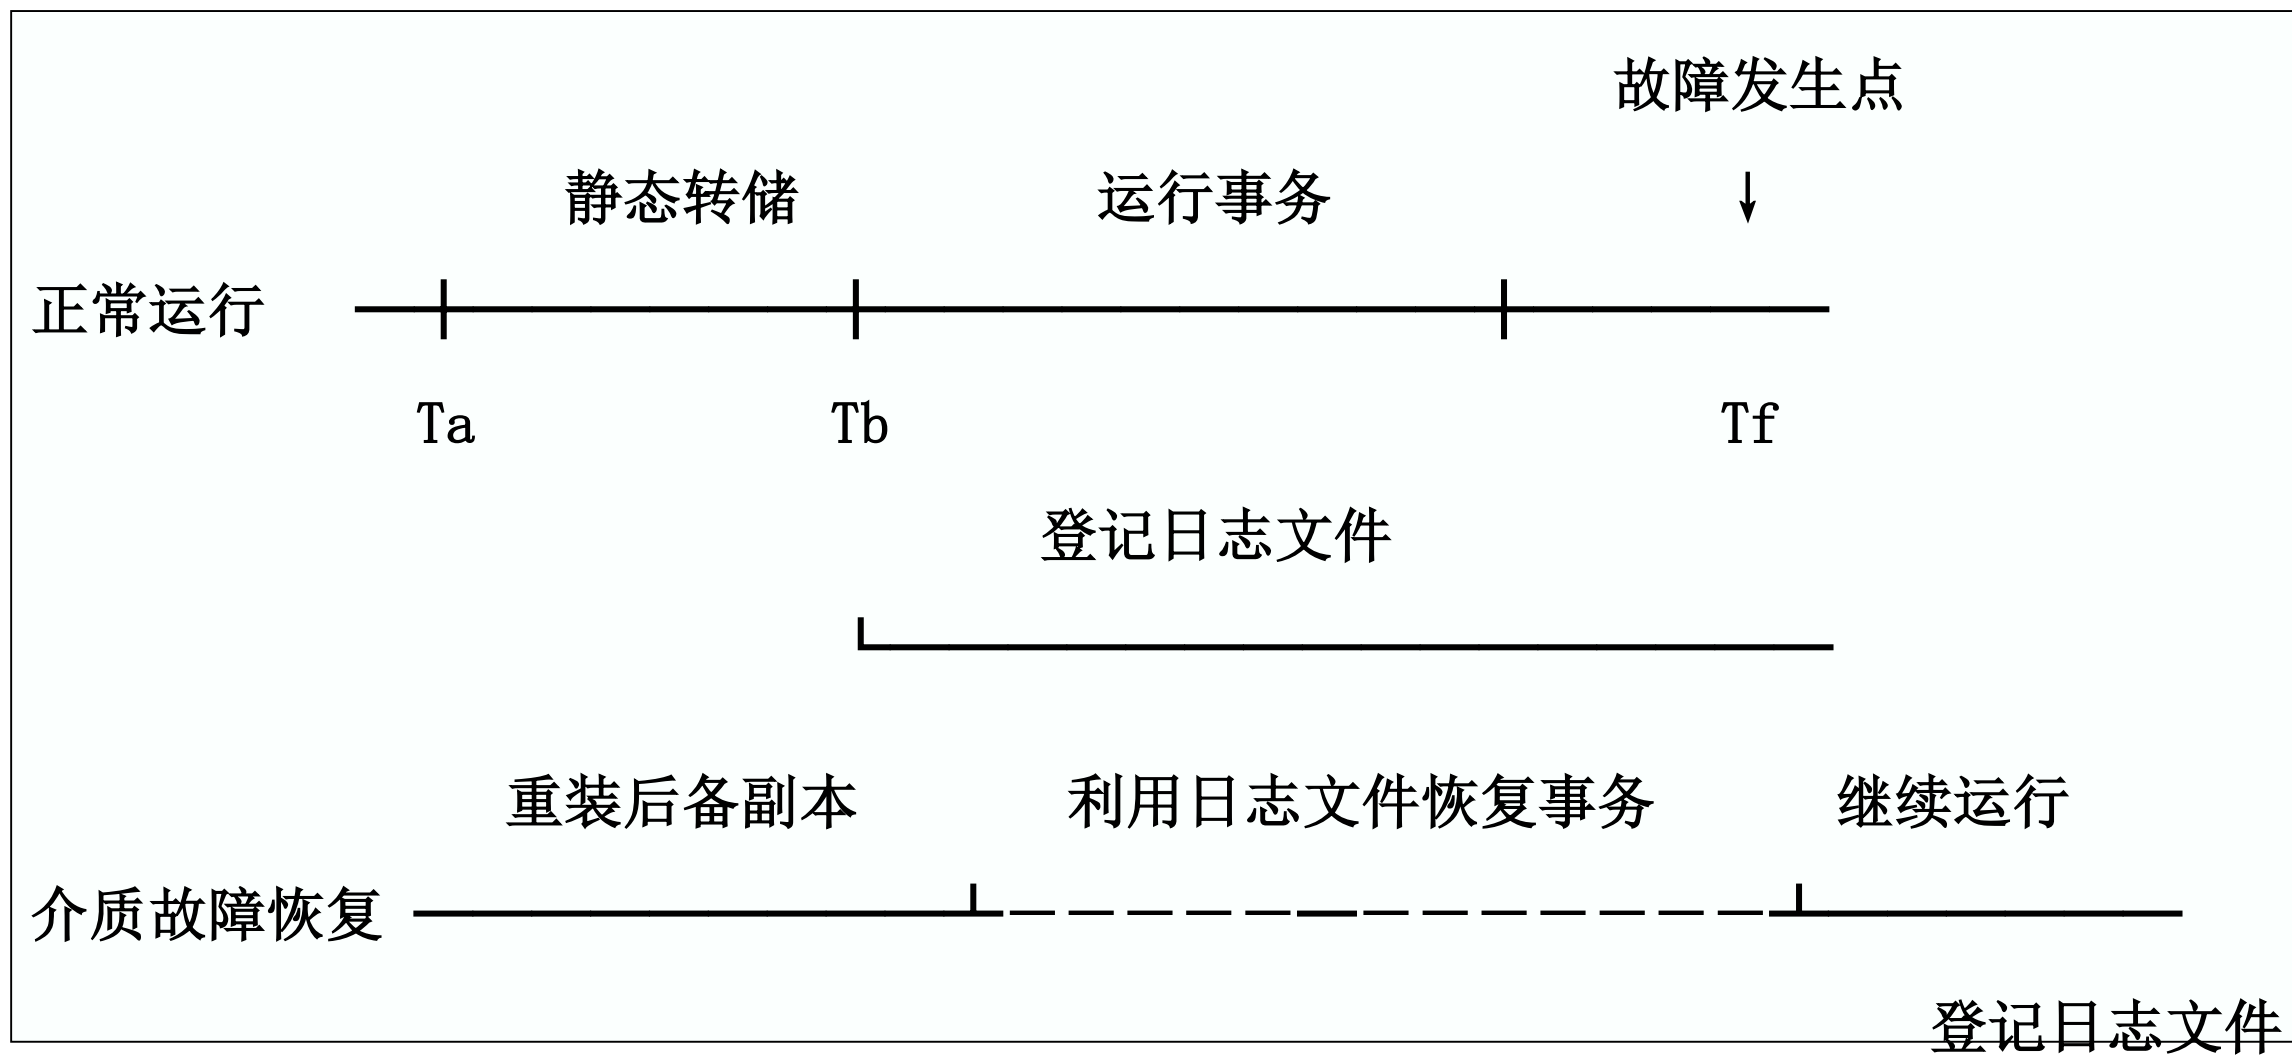 故障发生点
静态转储 运行事务 ↓
正常运行
Ta Tb Tf
登记日志文件
重装后备副本 利用日志文件恢复事务 继续运行
介质故障恢复
登记日志文件